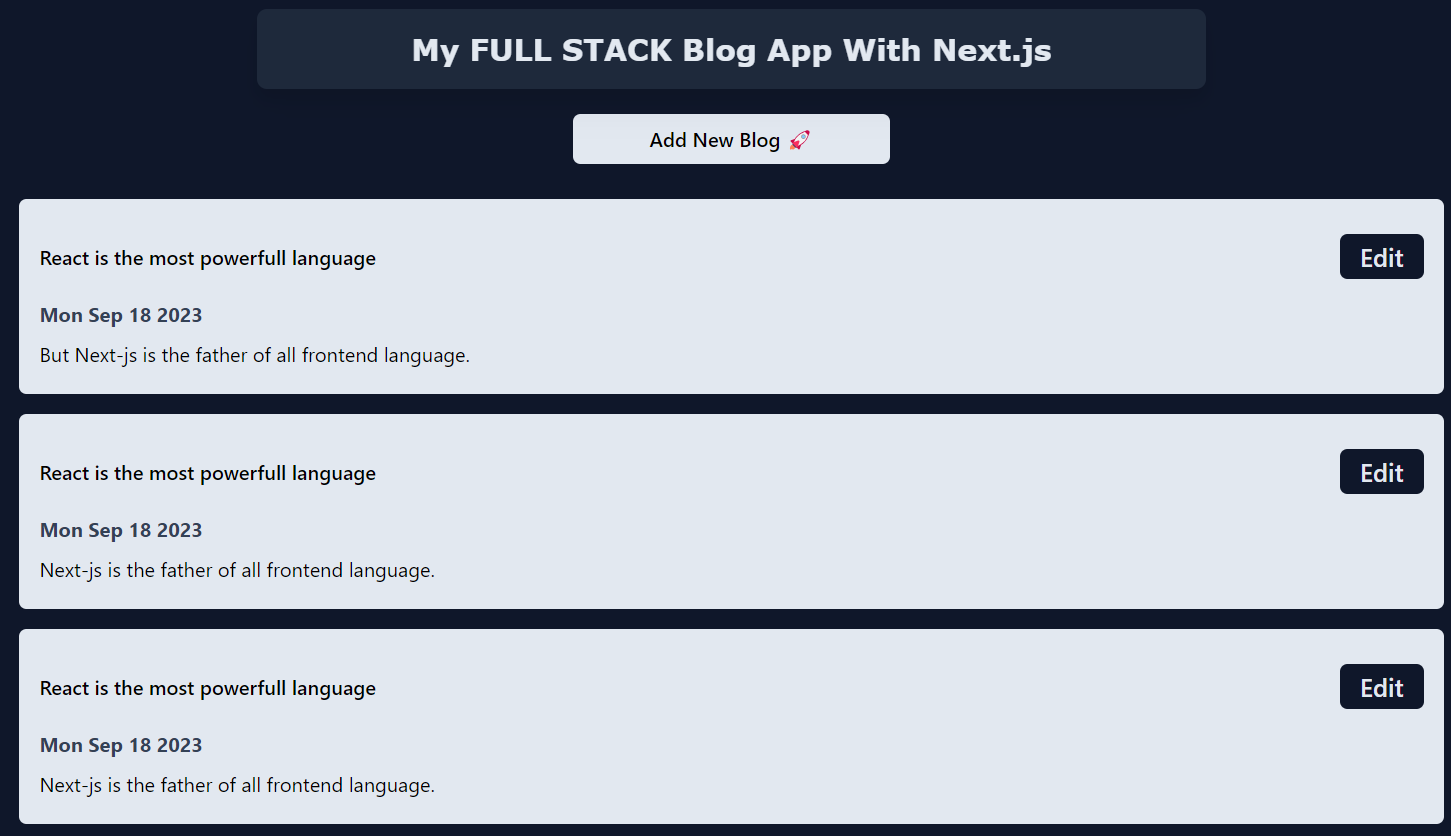 My FULL STACK Blog App With Next.js
Add New Blog 🚀
React is the most powerfull language
Edit
Mon Sep 18 2023
But Next-js is the father of all frontend language.
React is the most powerfull language
Edit
Mon Sep 18 2023
Next-js is the father of all frontend language.
React is the most powerfull language
Edit
Mon Sep 18 2023
Next-js is the father of all frontend language.